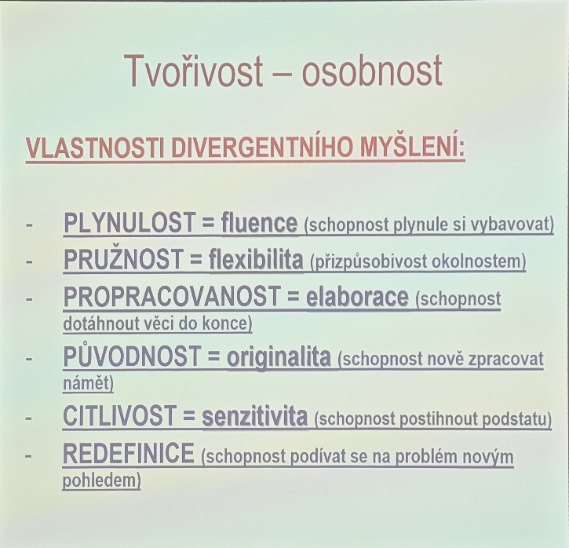 Tvořivost – osobnost
VLASTNOSTI DIVERGENTNÍHO MYŠLENÍ:
- PLYNULOST = fluence (schopnost plynule si vybavovat)
- PRUŽNOST = flexibilita (přizpůsobivost okolnostem)
- PROPRACOVANOST = elaborace (schopnost
dotáhnout věci do konce)
- PŮVODNOST = originalita (schopnost nově zpracovat
námět)
- CITLIVOST = senzitivita (schopnost postihnout podstatu)
- REDEFINICE (schopnost podívat se na problém novým
pohledem)